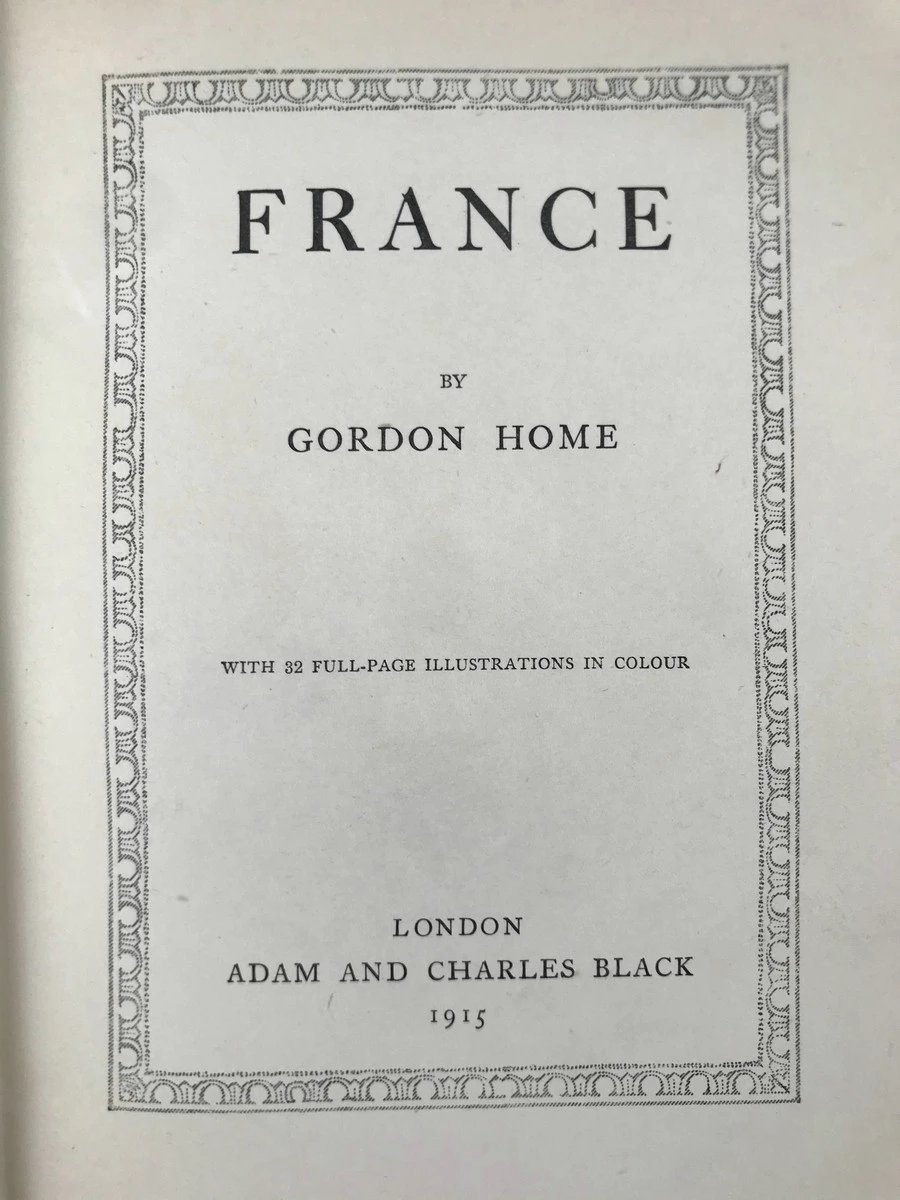 FRANCE
BY
GORDON HOME
WITH 32 FULL-PAGE ILLUSTRATIONS IN COLOUR
LONDON
ADAM AND CHARLES BLACK
1915